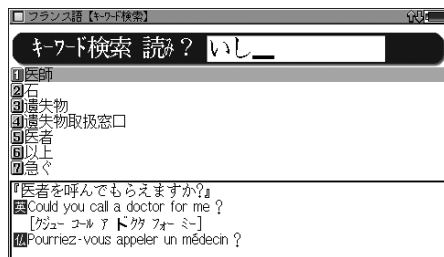 フランス語【キーワード検索】
キーワード検索 読み？ いし_
1医師
2石
3遺失物
4遺失物取扱窓口
5医者
6以上
7急ぐ
『医者を呼んでもらえますか?』
英Could you call a doctor for me ?
[クジュー コール ア ドクタ フォー ミー]
仏Pourriez-vous appeler un médecin ?